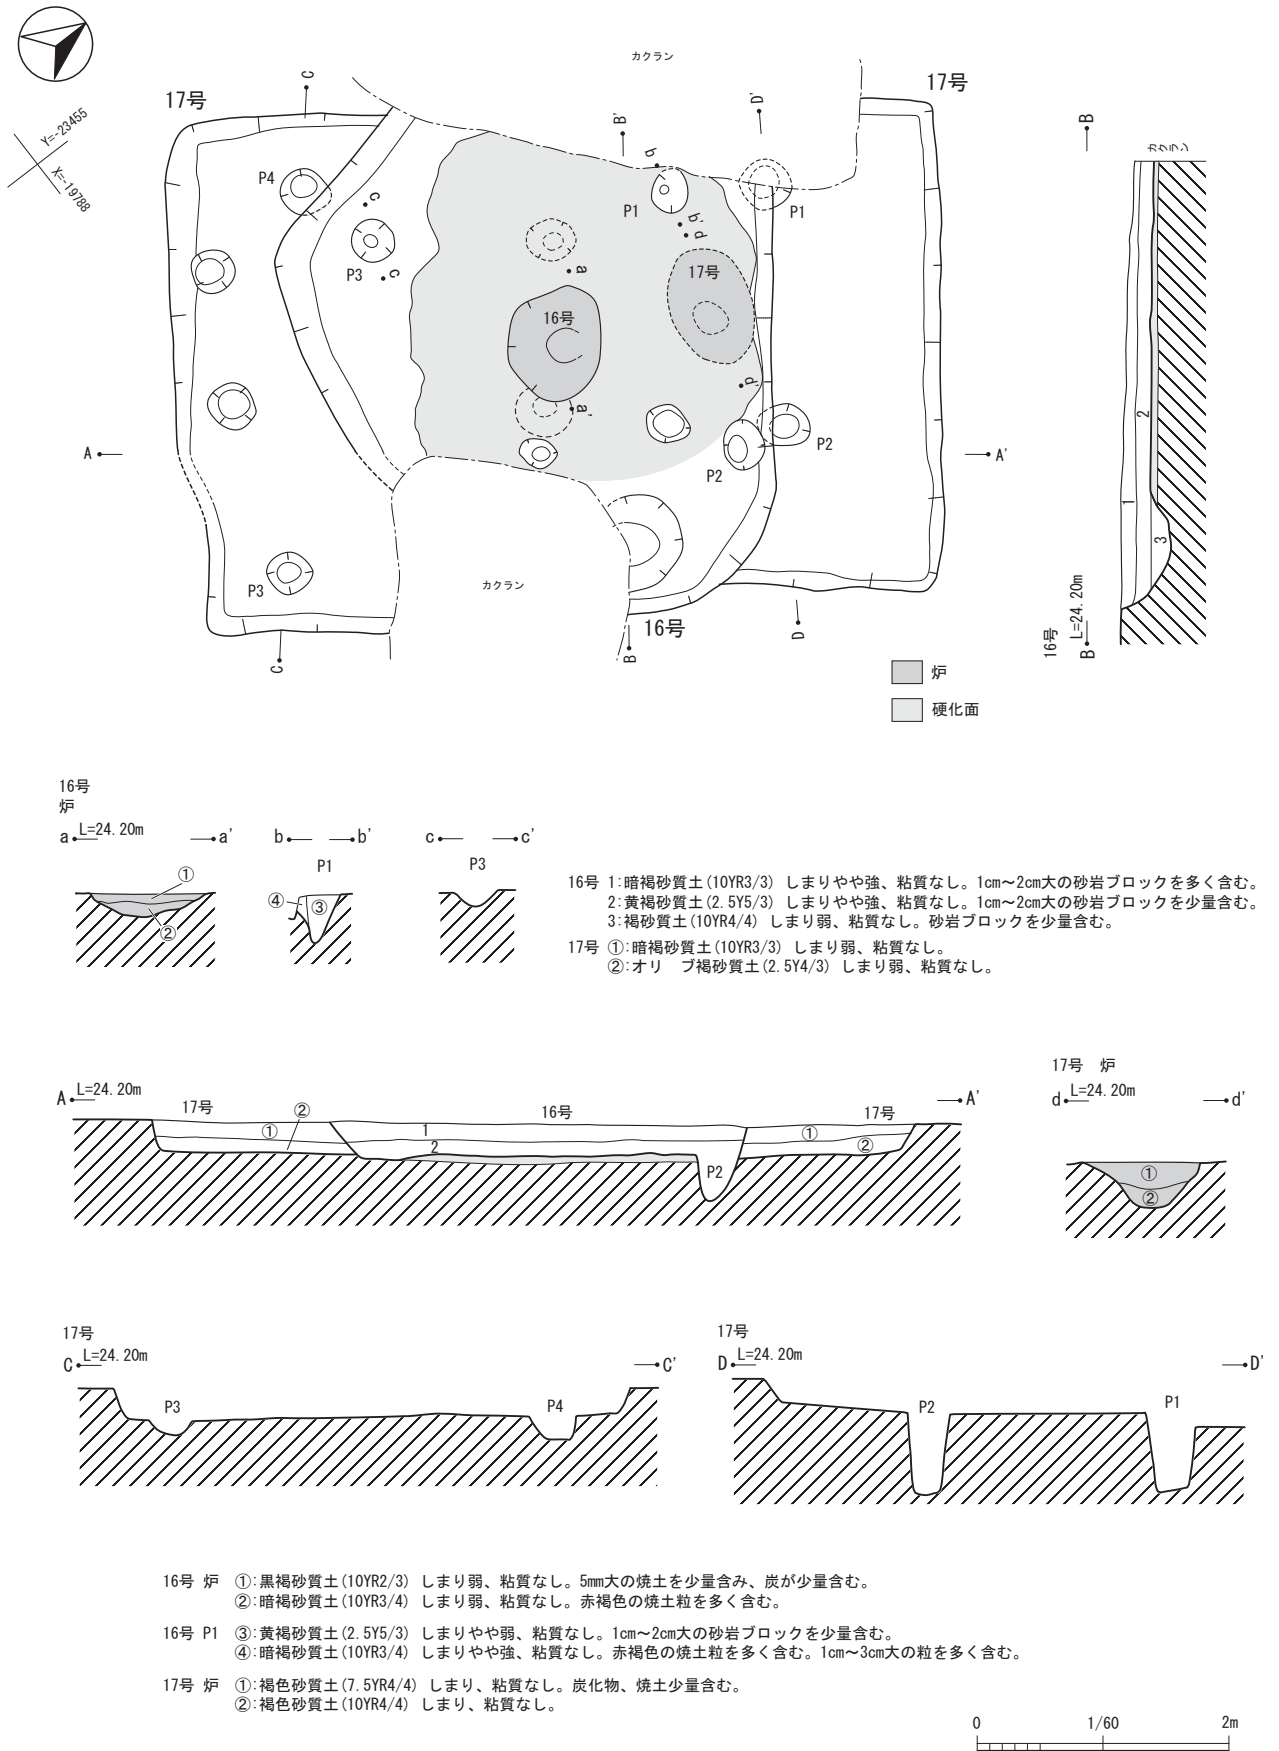 カクラン
17号
C
D'
17号
Y=-23455
X=-19788
B'
b
P4
c
P1
P1
b'
d
P3
c
a
17号
16号
d'
a'
P2
P2
A
A'
P3
カクラン
16号
C
B
D
B
カクラン
2
1
3
16号
L=24.20m
B
炉
硬化面
16号
炉
a L=24.20m a' b b' c c'
P1 P3
① ② ③ ④
16号 1:暗褐砂質土(10YR3/3) しまりやや強、粘質なし。1cm〜2cm大の砂岩ブロックを多く含む。
2:黄褐砂質土(2.5Y5/3) しまりやや強、粘質なし。1cm〜2cm大の砂岩ブロックを少量含む。
3:褐砂質土(10YR4/4) しまり弱、粘質なし。砂岩ブロックを少量含む。
17号 ①:暗褐砂質土(10YR3/3) しまり弱、粘質なし。
②:オリ ブ褐砂質土(2.5Y4/3) しまり弱、粘質なし。
A L=24.20m A'
17号 ② 16号 17号
① 1 ①
2 ②
P2
17号 炉
d L=24.20m d'
①
②
17号
C L=24.20m C'
P3 P4
17号
D L=24.20m D'
P2 P1
16号 炉 ①:黒褐砂質土(10YR2/3) しまり弱、粘質なし。5mm大の焼土を少量含み、炭が少量含む。
②:暗褐砂質土(10YR3/4) しまり弱、粘質なし。赤褐色の焼土粒を多く含む。
16号 P1 ③:黄褐砂質土(2.5Y5/3) しまりやや弱、粘質なし。1cm〜2cm大の砂岩ブロックを少量含む。
④:暗褐砂質土(10YR3/4) しまりやや強、粘質なし。赤褐色の焼土粒を多く含む。1cm〜3cm大の粒を多く含む。
17号 炉 ①:褐色砂質土(7.5YR4/4) しまり、粘質なし。炭化物、焼土少量含む。
②:褐色砂質土(10YR4/4) しまり、粘質なし。
0 1/60 2m